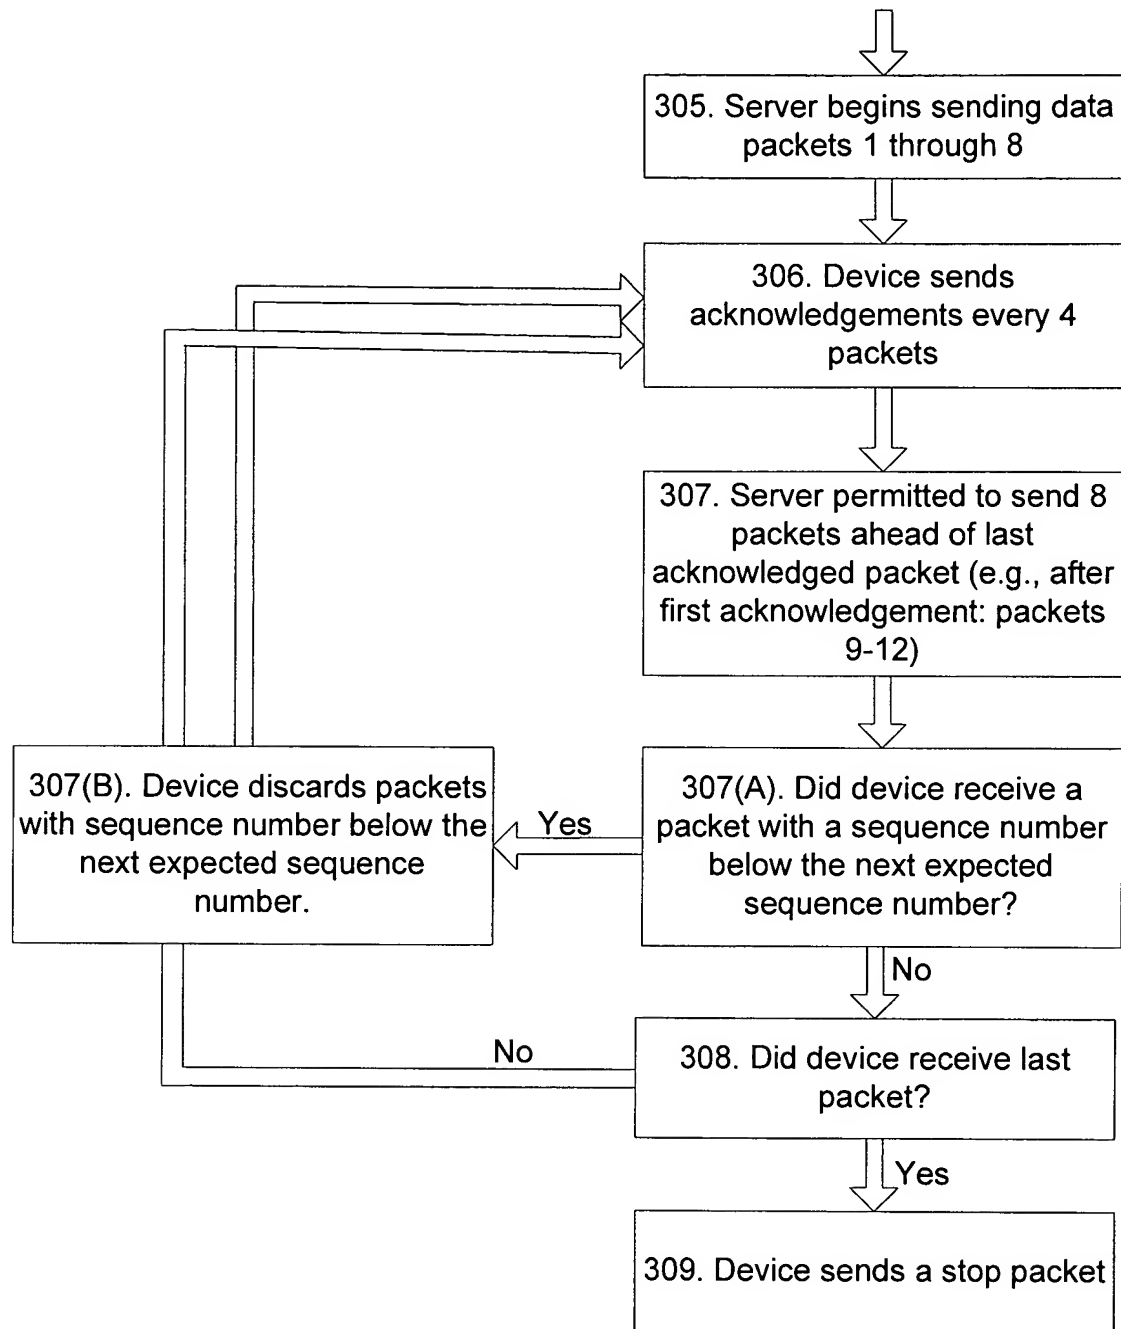 305. Server begins sending data
packets 1 through 8
306. Device sends
acknowledgements every 4
packets
307. Server permitted to send 8
packets ahead of last
acknowledged packet (e.g., after
first acknowledgement: packets
9-12)
307(B). Device discards packets
with sequence number below the
next expected sequence
number.
Yes
307(A). Did device receive a
packet with a sequence number
below the next expected
sequence number?
No
No
308. Did device receive last
packet?
Yes
309. Device sends a stop packet